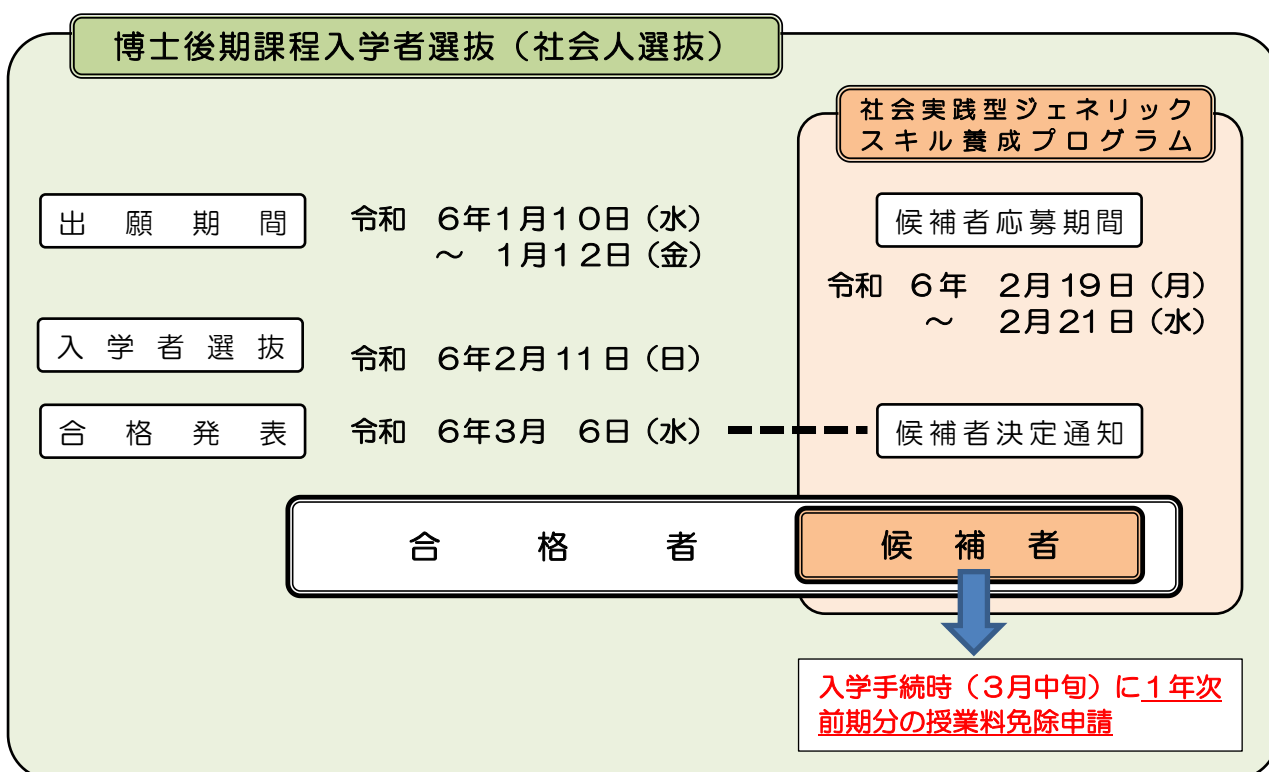 博士後期課程入学者選抜（社会人選抜）
社会実践型ジェネリック
スキル養成プログラム
出願期間 令和 6年1月10日（水）
～ 1月12日（金）
候補者応募期間
令和 6年 2月19日（月）
～ 2月21日（水）
入学者選抜 令和 6年2月11日（日）
合格発表 令和 6年3月 6日（水）
候補者決定通知
合格者
候補者
入学手続時（３月中旬）に１年次
前期分の授業料免除申請